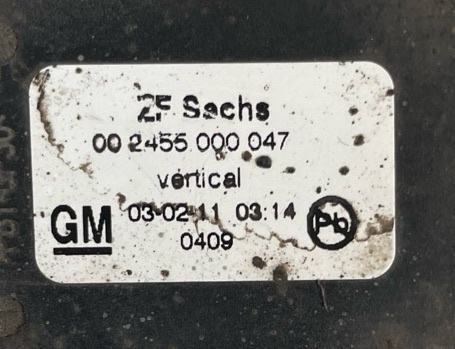 ZF Sachs
00 2455 000 047
vertical
GM 03-02-11 03:14 Pb
0409